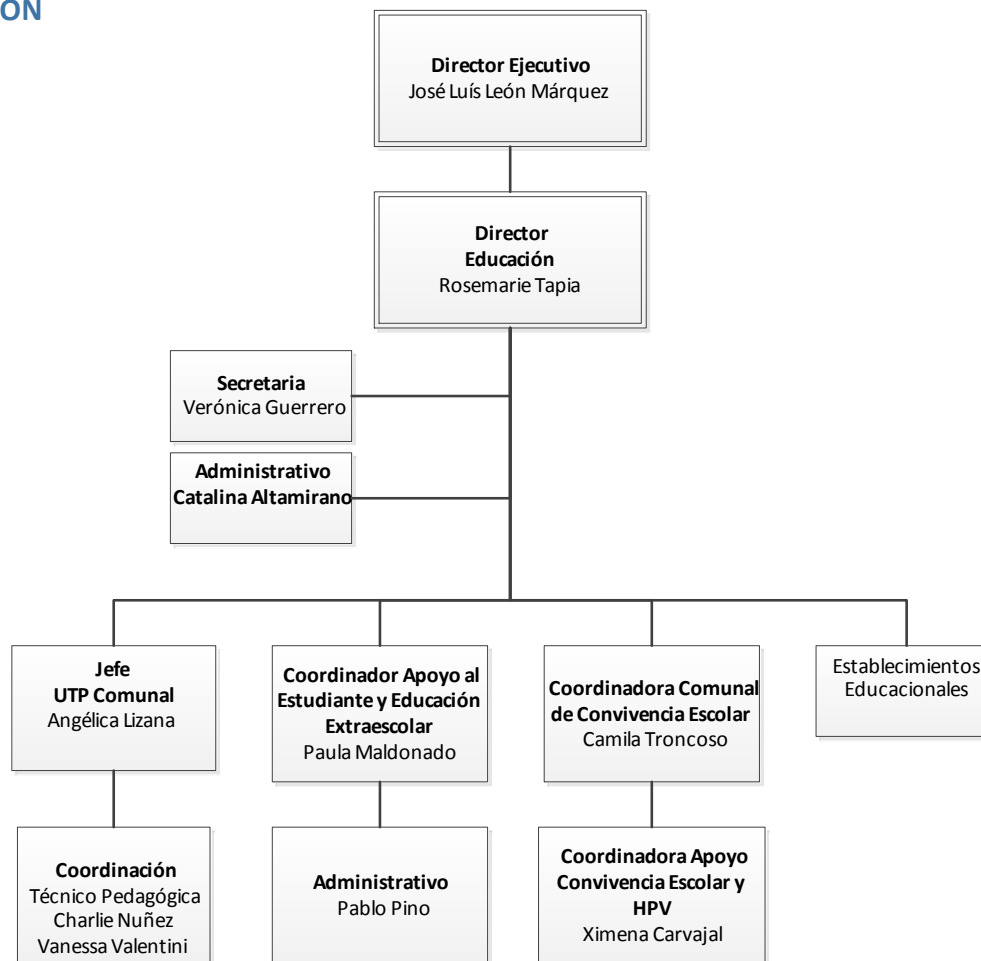 ÓN
Director Ejecutivo
José Luís León Márquez
Director
Educación
Rosemarie Tapia
Secretaria
Verónica Guerrero
Administrativo
Catalina Altamirano
Jefe
UTP Comunal
Angélica Lizana
Coordinador Apoyo al
Estudiante y Educación
Extraescolar
Paula Maldonado
Coordinadora Comunal
de Convivencia Escolar
Camila Troncoso
Establecimientos
Educacionales
Coordinación
Técnico Pedagógica
Charlie Nuñez
Vanessa Valentini
Administrativo
Pablo Pino
Coordinadora Apoyo
Convivencia Escolar y
HPV
Ximena Carvajal